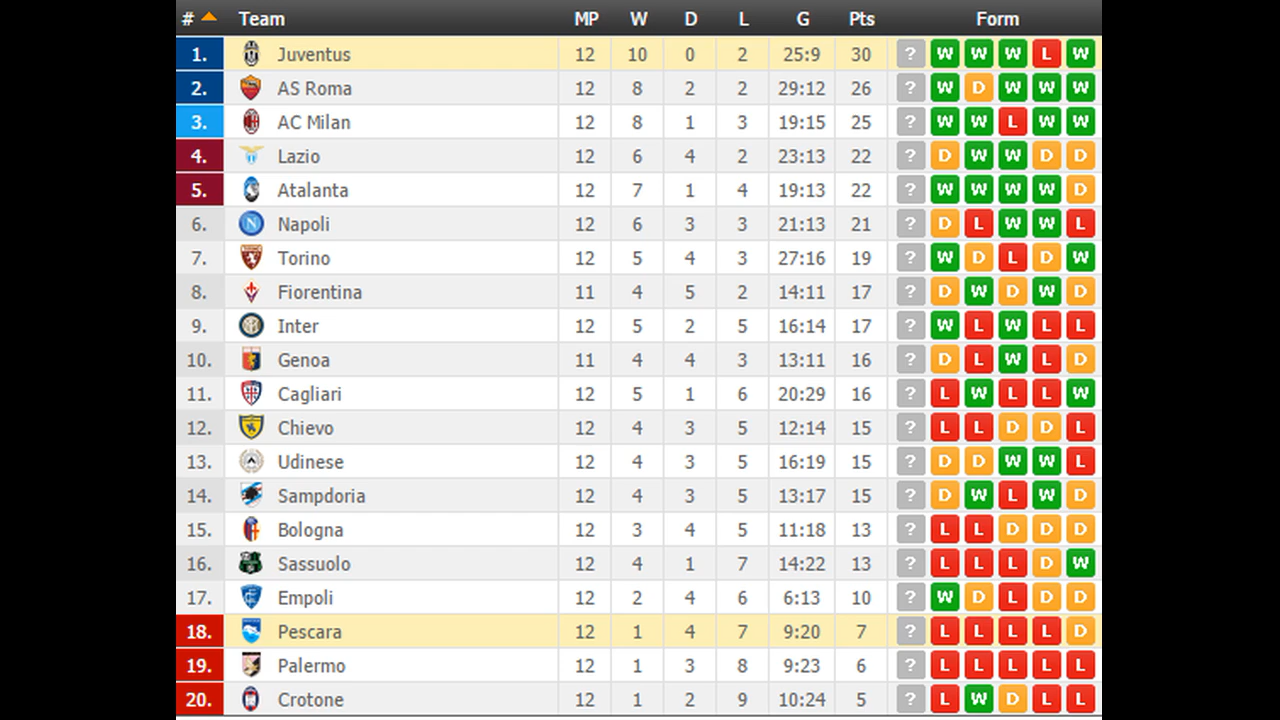 # Team MP W D L G Pts Form
1. Juventus 12 10 0 2 25:9 30 ? W W W L W
2. AS Roma 12 8 2 2 29:12 26 ? W D W W W
3. AC Milan 12 8 1 3 19:15 25 ? W W L W W
4. Lazio 12 6 4 2 23:13 22 ? D W W D D
5. Atalanta 12 7 1 4 19:13 22 ? W W W W D
6. Napoli 12 6 3 3 21:13 21 ? D L W W L
7. Torino 12 5 4 3 27:16 19 ? W D L D W
8. Fiorentina 11 4 5 2 14:11 17 ? D W D W D
9. Inter 12 5 2 5 16:14 17 ? W L W L L
10. Genoa 11 4 4 3 13:11 16 ? D L W L D
11. Cagliari 12 5 1 6 20:29 16 ? L W L L W
12. Chievo 12 4 3 5 12:14 15 ? L L D D L
13. Udinese 12 4 3 5 16:19 15 ? D D W W L
14. Sampdoria 12 4 3 5 13:17 15 ? D W L W D
15. Bologna 12 3 4 5 11:18 13 ? L L D D D
16. Sassuolo 12 4 1 7 14:22 13 ? L L L D W
17. Empoli 12 2 4 6 6:13 10 ? W D L D D
18. Pescara 12 1 4 7 9:20 7 ? L L L L D
19. Palermo 12 1 3 8 9:23 6 ? L L L L L
20. Crotone 12 1 2 9 10:24 5 ? L W D L L